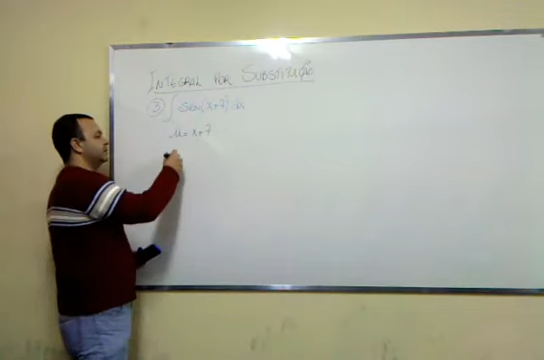 INTEGRAL POR SUBSTITUIÇÃO
③ ∫ sen(x+7) dx
u = x+7